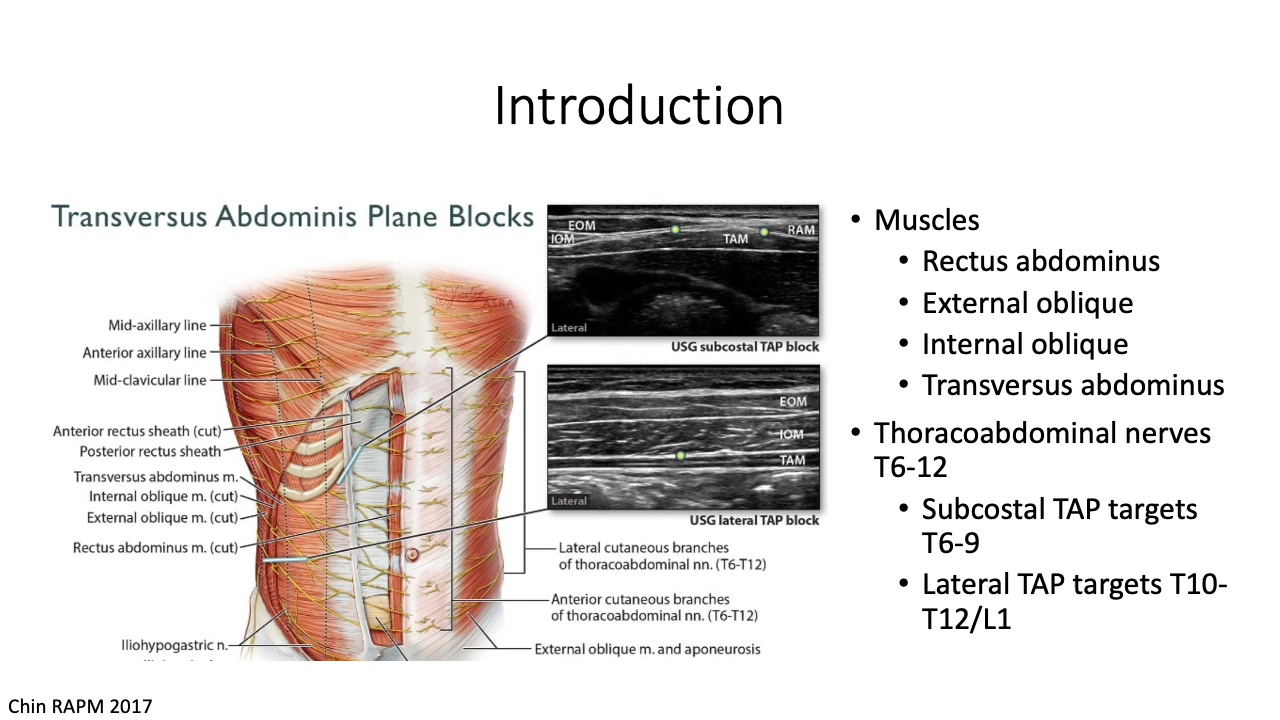 Introduction
Transversus Abdominis Plane Blocks
Mid-axillary line
Anterior axillary line
Mid-clavicular line
Anterior rectus sheath (cut)
Posterior rectus sheath
Transversus abdominus m.
Internal oblique m. (cut)
External oblique m. (cut)
Rectus abdominus m. (cut)
Iliohypogastric n.
EOM
IOM
TAM
RAM
Lateral
USG subcostal TAP block
EOM
IOM
TAM
Lateral
USG lateral TAP block
Lateral cutaneous branches
of thoracoabdominal nn. (T6-T12)
Anterior cutaneous branches
of thoracoabdominal nn. (T6-T12)
External oblique m. and aponeurosis
• Muscles
• Rectus abdominus
• External oblique
• Internal oblique
• Transversus abdominus
• Thoracoabdominal nerves
T6-12
• Subcostal TAP targets
T6-9
• Lateral TAP targets T10-
T12/L1
Chin RAPM 2017